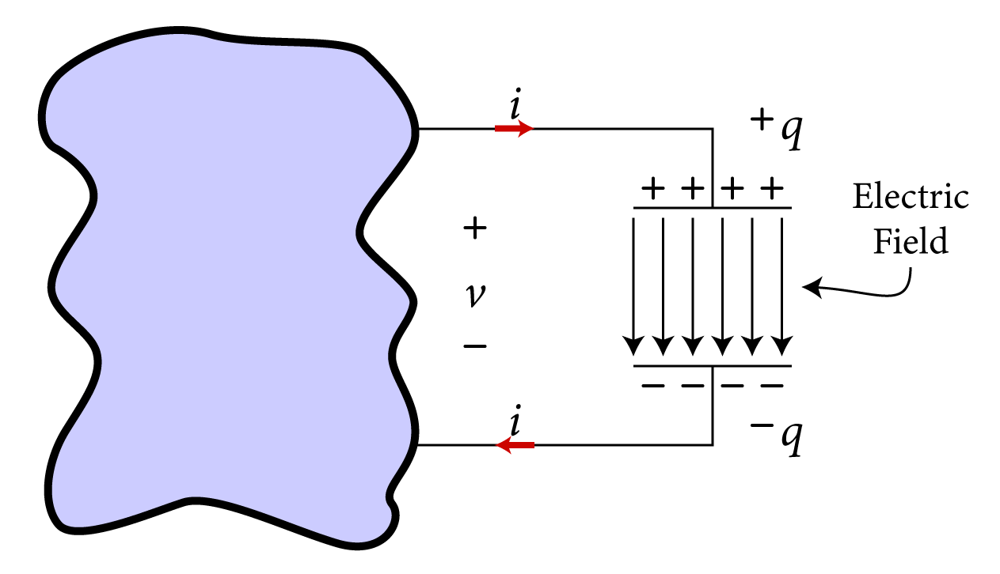 i
+q
+ + + +
Electric
Field
+
v
−
− − − −
i
−q